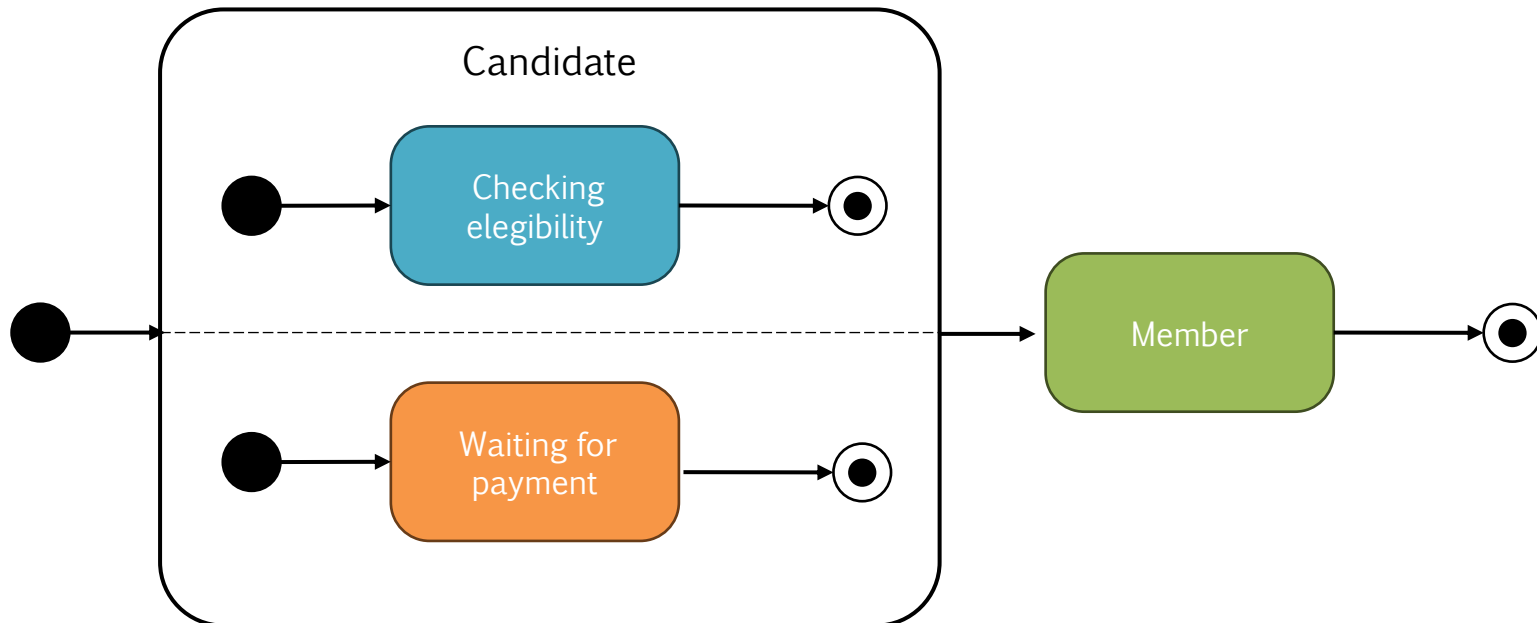 Candidate
Checking
elegibility
Member
Waiting for
payment